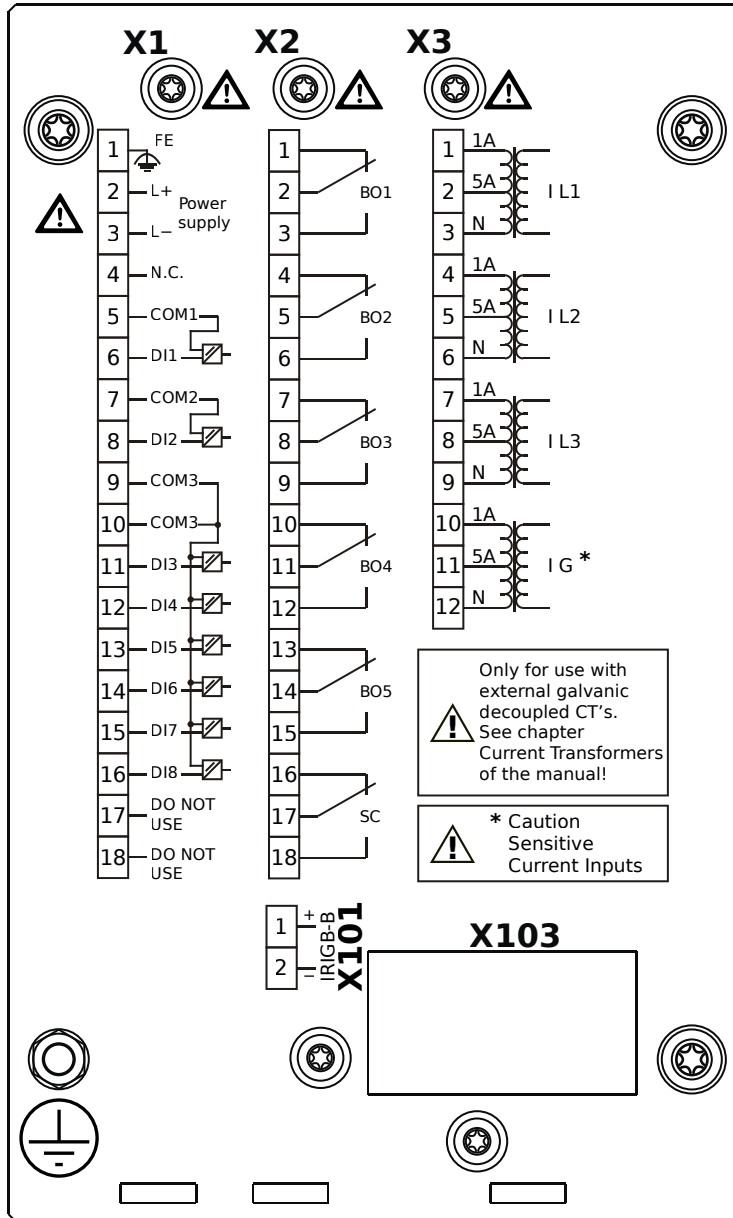 X1 X2 X3
1 FE
2 L+ Power
supply
3 L−
4 N.C.
5 COM1
6 DI1
7 COM2
8 DI2
9 COM3
10 COM3
11 DI3
12 DI4
13 DI5
14 DI6
15 DI7
16 DI8
17 DO NOT
USE
18 DO NOT
USE
1
2 BO1
3
4
5 BO2
6
7
8 BO3
9
10
11 BO4
12
13
14 BO5
15
16
17 SC
18
1 1A
2 5A I L1
3 N
4 1A
5 5A I L2
6 N
7 1A
8 5A I L3
9 N
10 1A
11 5A I G *
12 N
! Only for use with
external galvanic
decoupled CT's.
See chapter
Current Transformers
of the manual!
! * Caution
Sensitive
Current Inputs
1 +
2 −
IRIGB-B
X101
X103
!
!
!
!